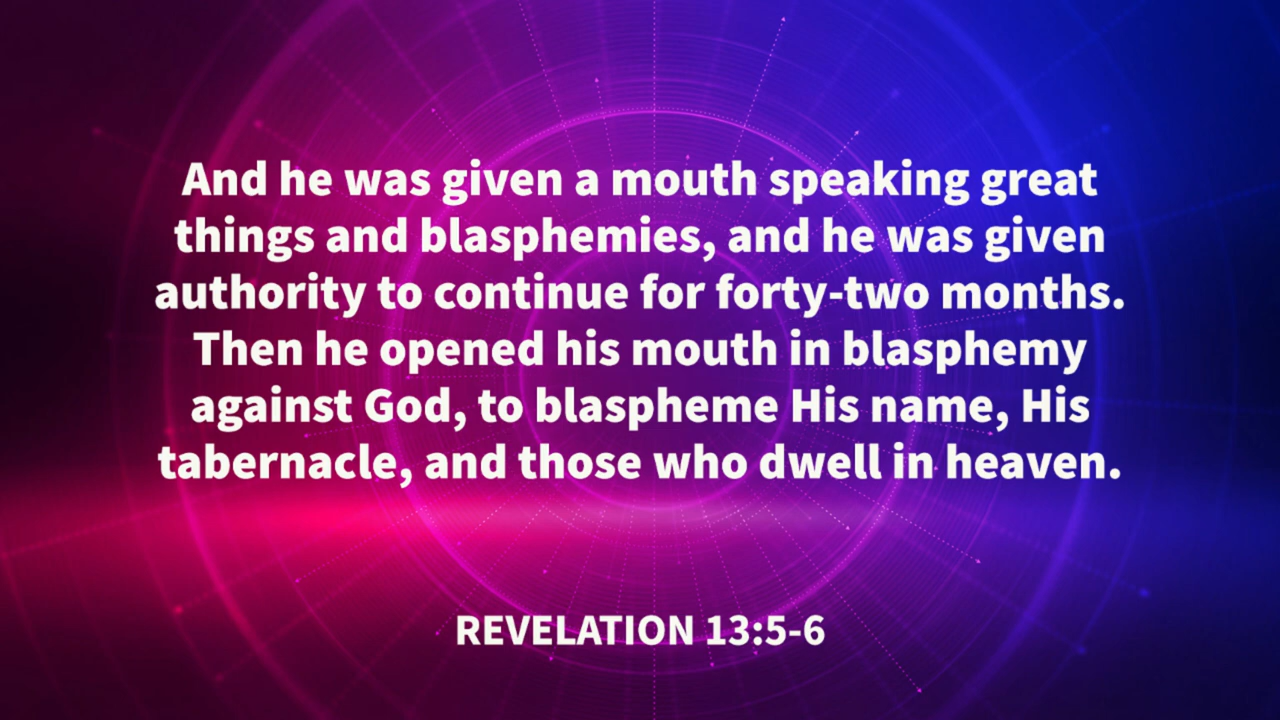 And he was given a mouth speaking great
things and blasphemies, and he was given
authority to continue for forty-two months.
Then he opened his mouth in blasphemy
against God, to blaspheme His name, His
tabernacle, and those who dwell in heaven.
REVELATION 13:5-6